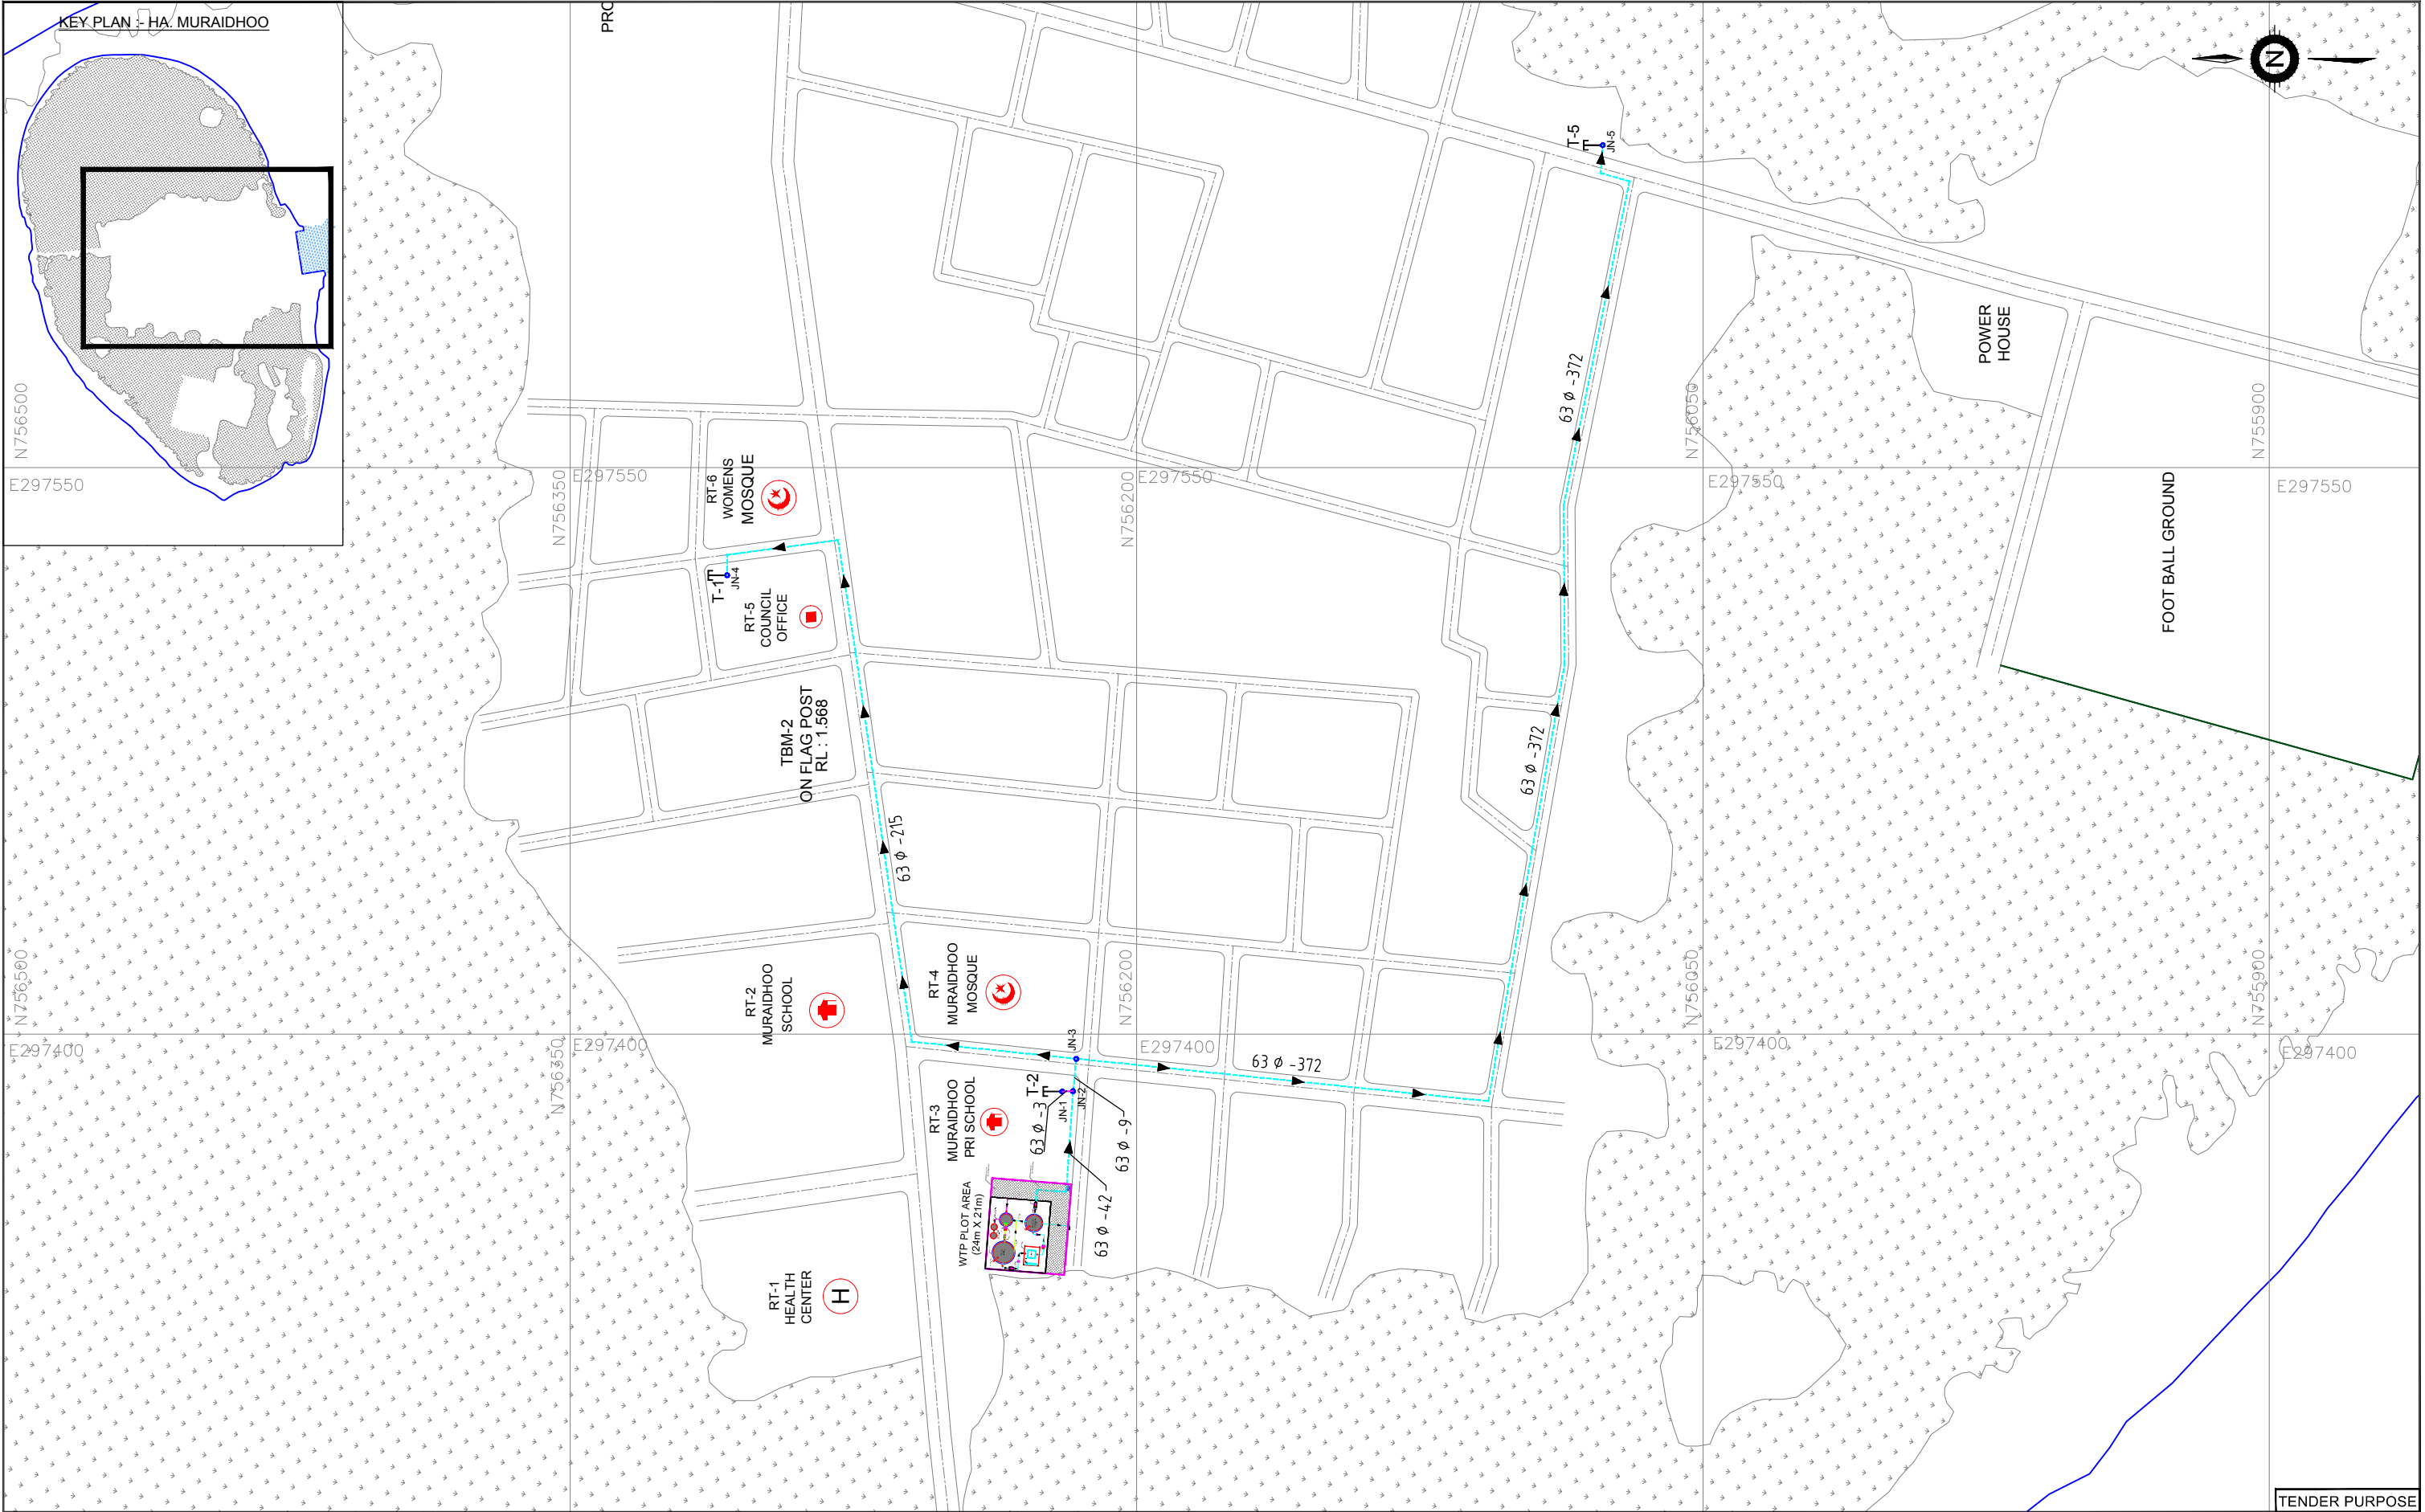 KEY PLAN :- HA. MURAIDHOO
PRO
N
N756500
E297550
N756350
E297550
N756200
E297550
N756050
E297550
N755900
E297550
T-5
JN-5
63 Φ -372
POWER
HOUSE
FOOT BALL GROUND
RT-6
WOMENS
MOSQUE
T-1
JN-4
RT-5
COUNCIL
OFFICE
TBM-2
ON FLAG POST
RL : 1.568
63 Φ -215
63 Φ -372
RT-2
MURAIDHOO
SCHOOL
RT-4
MURAIDHOO
MOSQUE
N756500
E297400
N756350
E297400
N756200
E297400
N756050
E297400
N755900
E297400
JN-3
63 Φ -372
RT-3
MURAIDHOO
PRI SCHOOL
T-2
JN-1
JN-2
63 Φ -3
63 Φ -9
63 Φ -42
WTP PLOT AREA
(24m X 21m)
RT-1
HEALTH
CENTER
H
TENDER PURPOSE